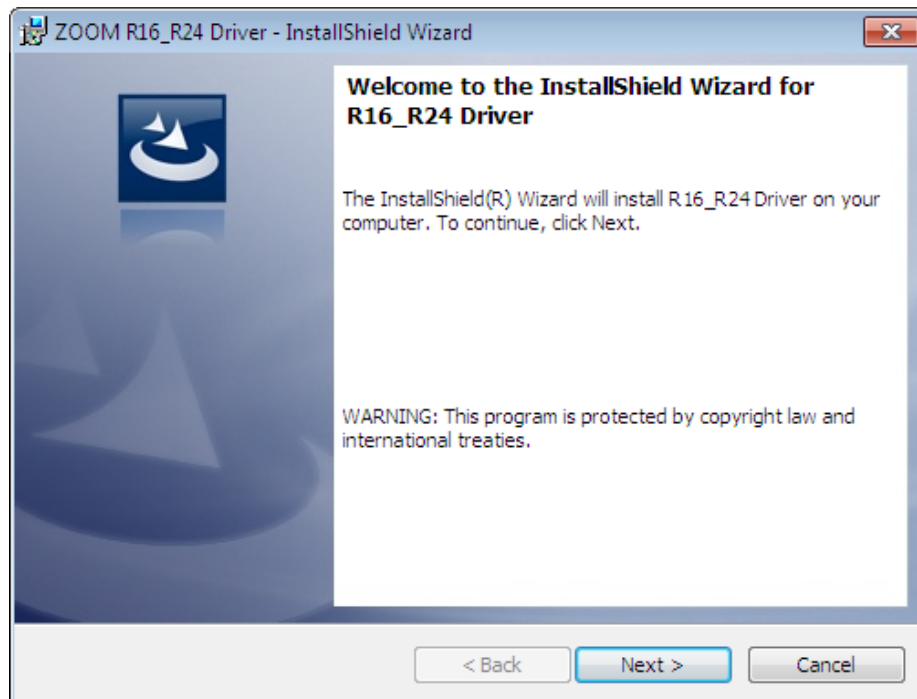 ZOOM R16_R24 Driver - InstallShield Wizard
Welcome to the InstallShield Wizard for
R16_R24 Driver
The InstallShield(R) Wizard will install R16_R24 Driver on your
computer. To continue, click Next.
WARNING: This program is protected by copyright law and
international treaties.
< Back
Next >
Cancel